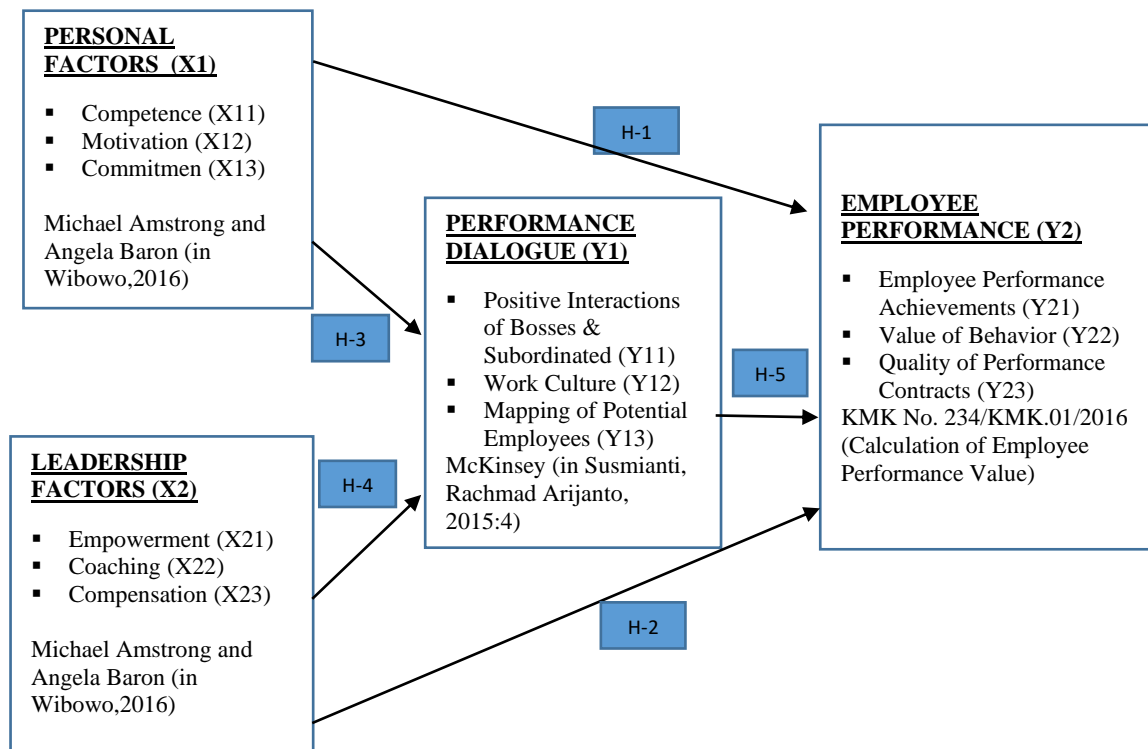 PERSONAL
FACTORS (X1)
▪ Competence (X11)
▪ Motivation (X12)
▪ Commitmen (X13)
Michael Amstrong and
Angela Baron (in
Wibowo,2016)
H-1
H-3
PERFORMANCE
DIALOGUE (Y1)
▪ Positive Interactions
of Bosses &
Subordinated (Y11)
▪ Work Culture (Y12)
▪ Mapping of Potential
Employees (Y13)
McKinsey (in Susmianti,
Rachmad Arijanto,
2015:4)
H-5
EMPLOYEE
PERFORMANCE (Y2)
▪ Employee Performance
Achievements (Y21)
▪ Value of Behavior (Y22)
▪ Quality of Performance
Contracts (Y23)
KMK No. 234/KMK.01/2016
(Calculation of Employee
Performance Value)
LEADERSHIP
FACTORS (X2)
▪ Empowerment (X21)
▪ Coaching (X22)
▪ Compensation (X23)
Michael Amstrong and
Angela Baron (in
Wibowo,2016)
H-4
H-2